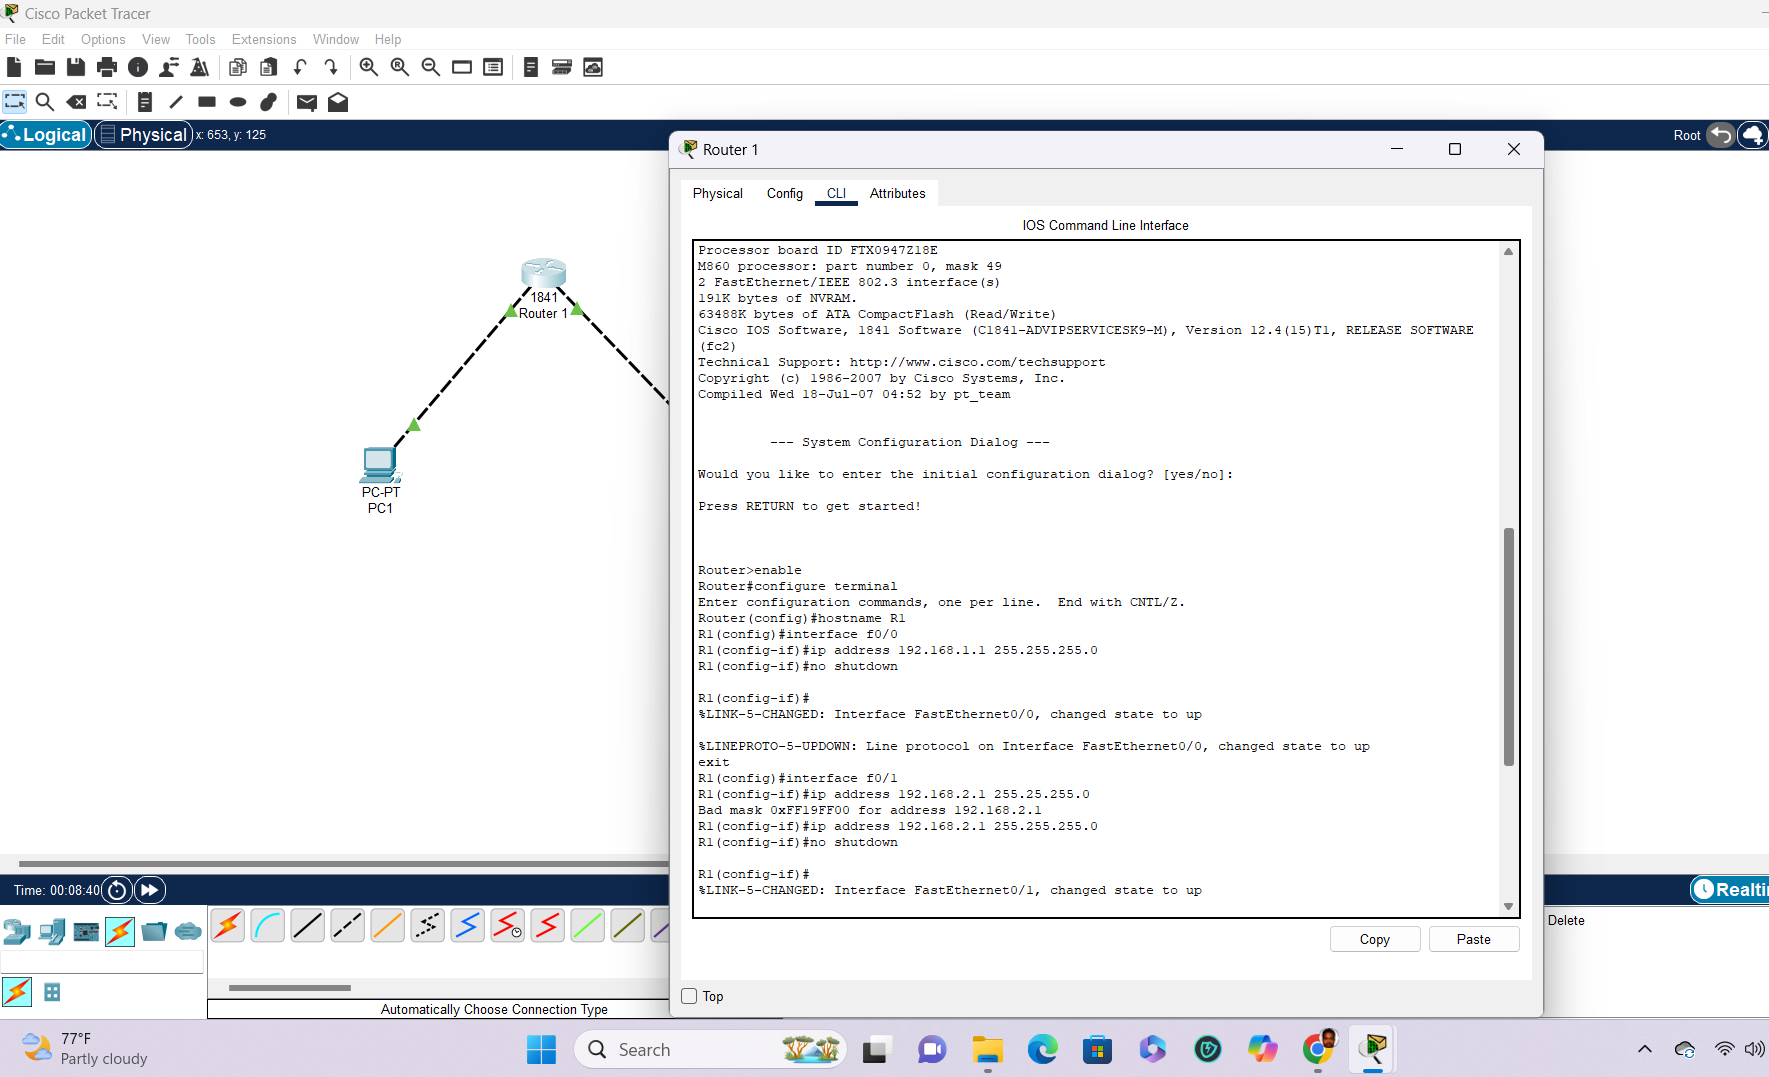 Cisco Packet Tracer
File Edit Options View Tools Extensions Window Help
Logical Physical x: 653, y: 125
Root
1841
Router 1
PC-PT
PC1
Router 1
Physical Config CLI Attributes
IOS Command Line Interface
Processor board ID FTX0947Z18E
M860 processor: part number 0, mask 49
2 FastEthernet/IEEE 802.3 interface(s)
191K bytes of NVRAM.
63488K bytes of ATA CompactFlash (Read/Write)
Cisco IOS Software, 1841 Software (C1841-ADVIPSERVICESK9-M), Version 12.4(15)T1, RELEASE SOFTWARE
(fc2)
Technical Support: http://www.cisco.com/techsupport
Copyright (c) 1986-2007 by Cisco Systems, Inc.
Compiled Wed 18-Jul-07 04:52 by pt_team
--- System Configuration Dialog ---
Would you like to enter the initial configuration dialog? [yes/no]:
Press RETURN to get started!
Router>enable
Router#configure terminal
Enter configuration commands, one per line.  End with CNTL/Z.
Router(config)#hostname R1
R1(config)#interface f0/0
R1(config-if)#ip address 192.168.1.1 255.255.255.0
R1(config-if)#no shutdown
R1(config-if)#
%LINK-5-CHANGED: Interface FastEthernet0/0, changed state to up
%LINEPROTO-5-UPDOWN: Line protocol on Interface FastEthernet0/0, changed state to up
exit
R1(config)#interface f0/1
R1(config-if)#ip address 192.168.2.1 255.25.255.0
Bad mask 0xFF19FF00 for address 192.168.2.1
R1(config-if)#ip address 192.168.2.1 255.255.255.0
R1(config-if)#no shutdown
R1(config-if)#
%LINK-5-CHANGED: Interface FastEthernet0/1, changed state to up
Copy Paste
Top
Time: 00:08:40
Realti
Delete
Automatically Choose Connection Type
77°F
Partly cloudy
Search